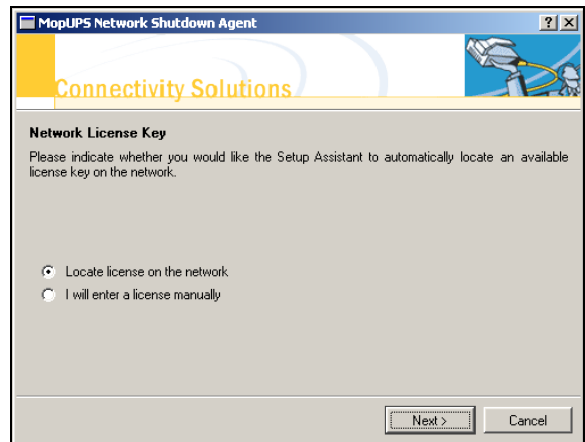 MopUPS Network Shutdown Agent
Connectivity Solutions
Network License Key
Please indicate whether you would like the Setup Assistant to automatically locate an available
license key on the network.
Locate license on the network
I will enter a license manually
Next >
Cancel